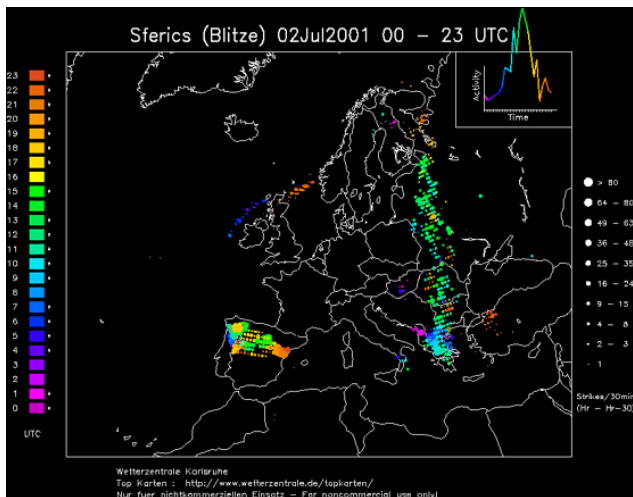 Sferics (Blitze) 02Jul2001 00 - 23 UTC
Activity
Time
23
22
21
20
19
18
17
16
15
14
13
12
11
10
9
8
7
6
5
4
3
2
1
0
UTC
> 80
64 - 80
49 - 63
36 - 48
25 - 35
16 - 24
9 - 15
4 - 8
2 - 3
1
Strikes/30min
(Hr - Hr-30)
Wetterzentrale Karlsruhe
Top Karten : http://www.wetterzentrale.de/topkarten/
Nur fuer nichtkommerziellen Einsatz - For noncommercial use only!